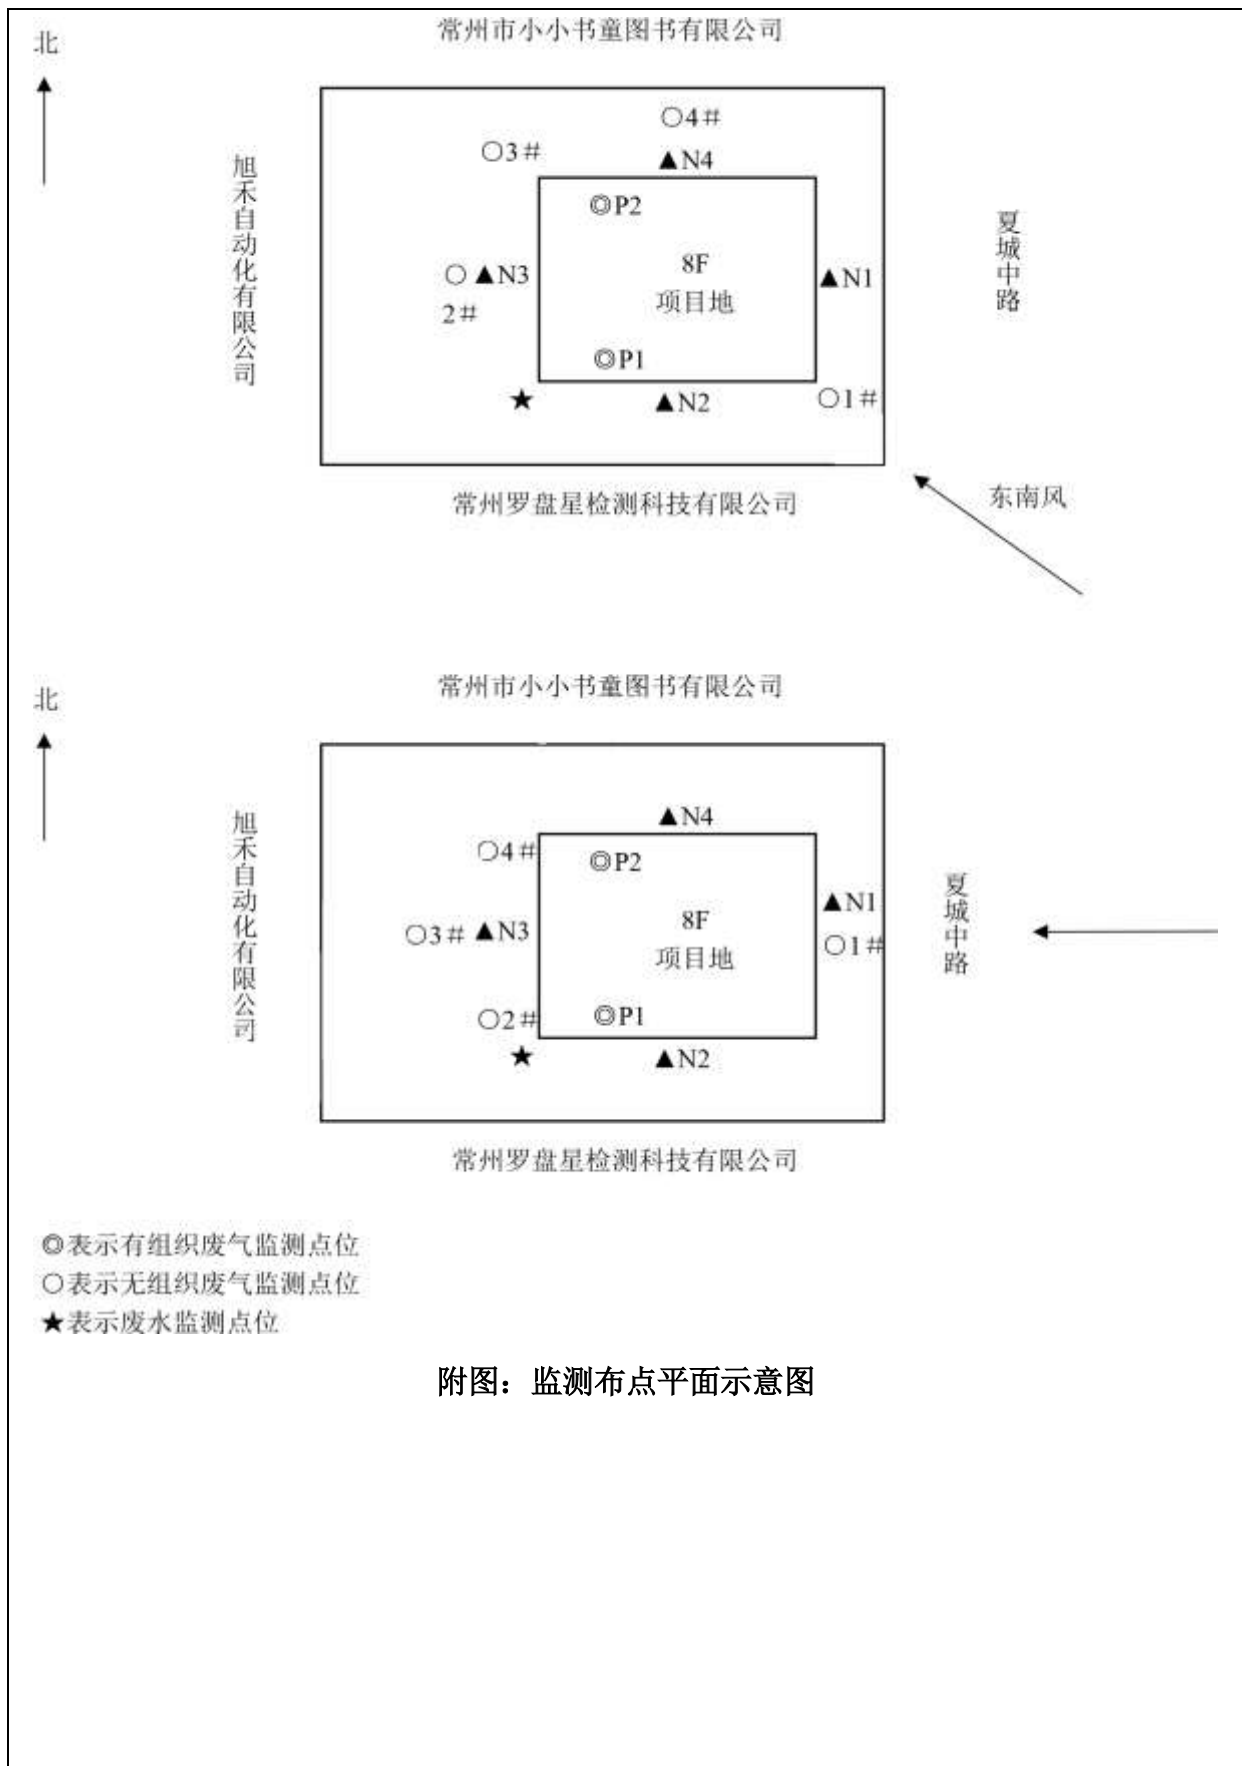 常州市小小书童图书有限公司
北
○4#
○3#
▲N4
旭禾自动化有限公司
◎P2
夏城中路
○ ▲N3
8F
▲N1
2#
项目地
◎P1
★
▲N2
○1#
常州罗盘星检测科技有限公司
东南风
常州市小小书童图书有限公司
北
▲N4
旭禾自动化有限公司
○4#
◎P2
夏城中路
▲N1
○3# ▲N3
8F
○1#
项目地
○2#
◎P1
★
▲N2
常州罗盘星检测科技有限公司
◎表示有组织废气监测点位
○表示无组织废气监测点位
★表示废水监测点位
附图：监测布点平面示意图